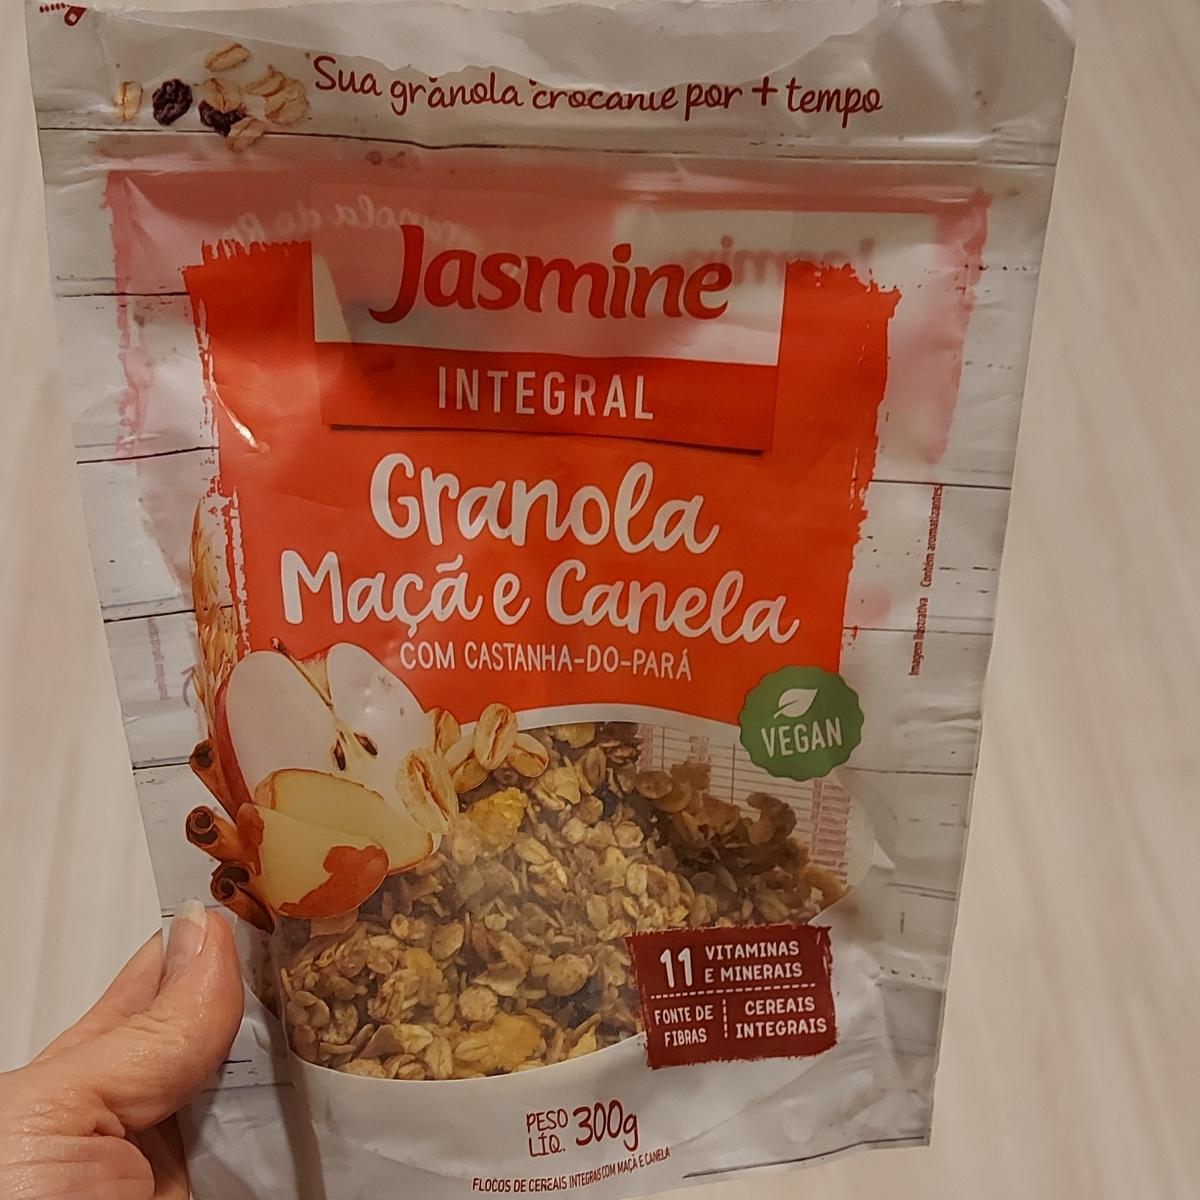 Sua granola crocante por + tempo
Jasmine
INTEGRAL
Granola
Maçã e Canela
COM CASTANHA-DO-PARÁ
VEGAN
Imagem Ilustrativa Contém aromatizantes
11 VITAMINAS
E MINERAIS
FONTE DE
FIBRAS
CEREAIS
INTEGRAIS
PESO
LÍQ. 300g
FLOCOS DE CEREAIS INTEGRAIS COM MAÇÃ E CANELA